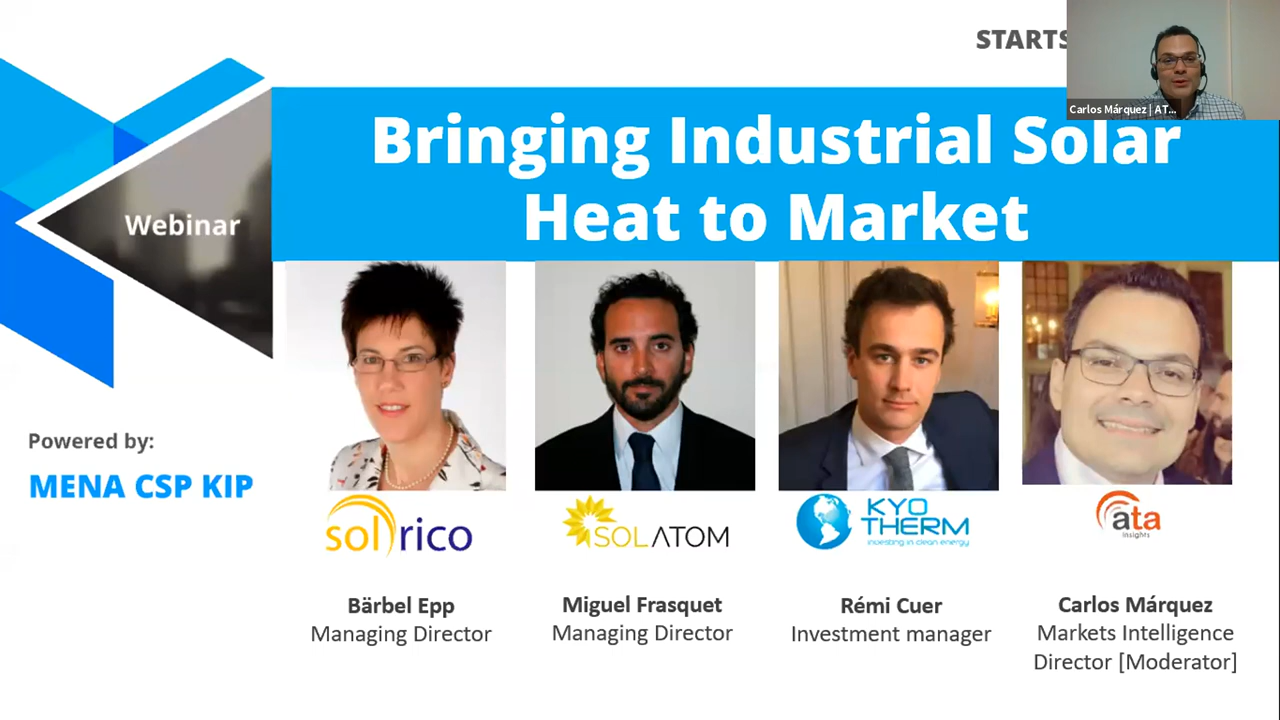 STARTS
Carlos Márquez | AT...
Bringing Industrial Solar
Heat to Market
Webinar
Powered by:
MENA CSP KIP
solrico
SOLATOM
KYO
THERM
investing in clean energy
ata
insights
Bärbel Epp
Managing Director
Miguel Frasquet
Managing Director
Rémi Cuer
Investment manager
Carlos Márquez
Markets Intelligence
Director [Moderator]